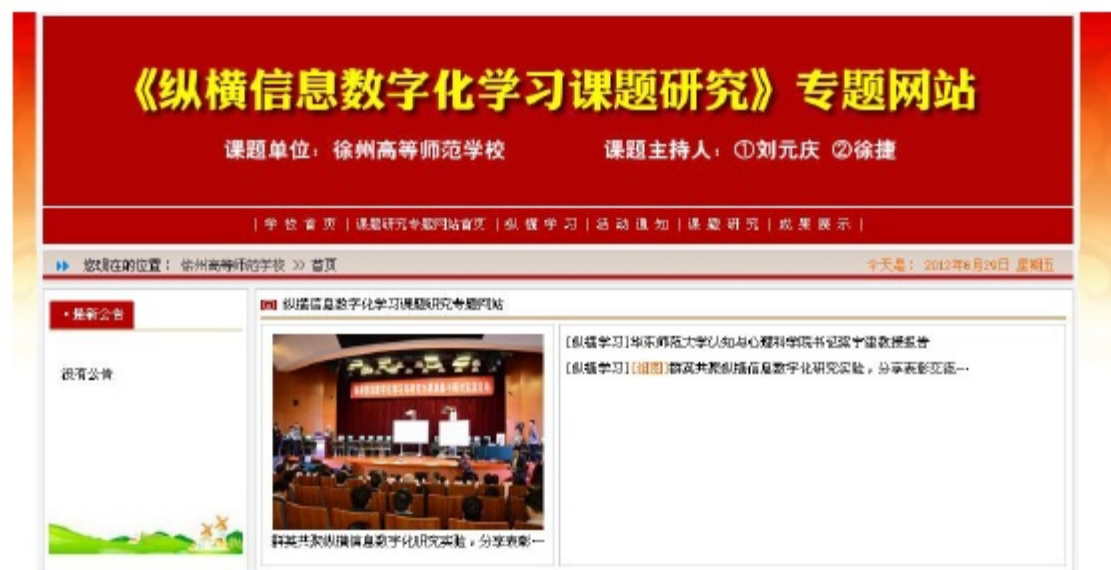 《纵横信息数字化学习课题研究》专题网站
课题单位：徐州高等师范学校 课题主持人：①刘元庆 ②徐捷
| 学校首页 | 课题研究专题网站首页 | 纵横学习 | 活动通知 | 课题研究 | 成果展示 |
您现在的位置： 徐州高等师范学校 >> 首页 今天是： 2012年6月29日 星期五
·最新公告
没有公告
纵横信息数字化学习课题研究专题网站
群英共聚纵横信息数字化研究实验，分享表彰…
[纵横学习]华东师范大学认知与心理科学院书记梁宁建教授报告
[纵横学习][组图]群英共聚纵横信息数字化研究实验，分享表彰交流…